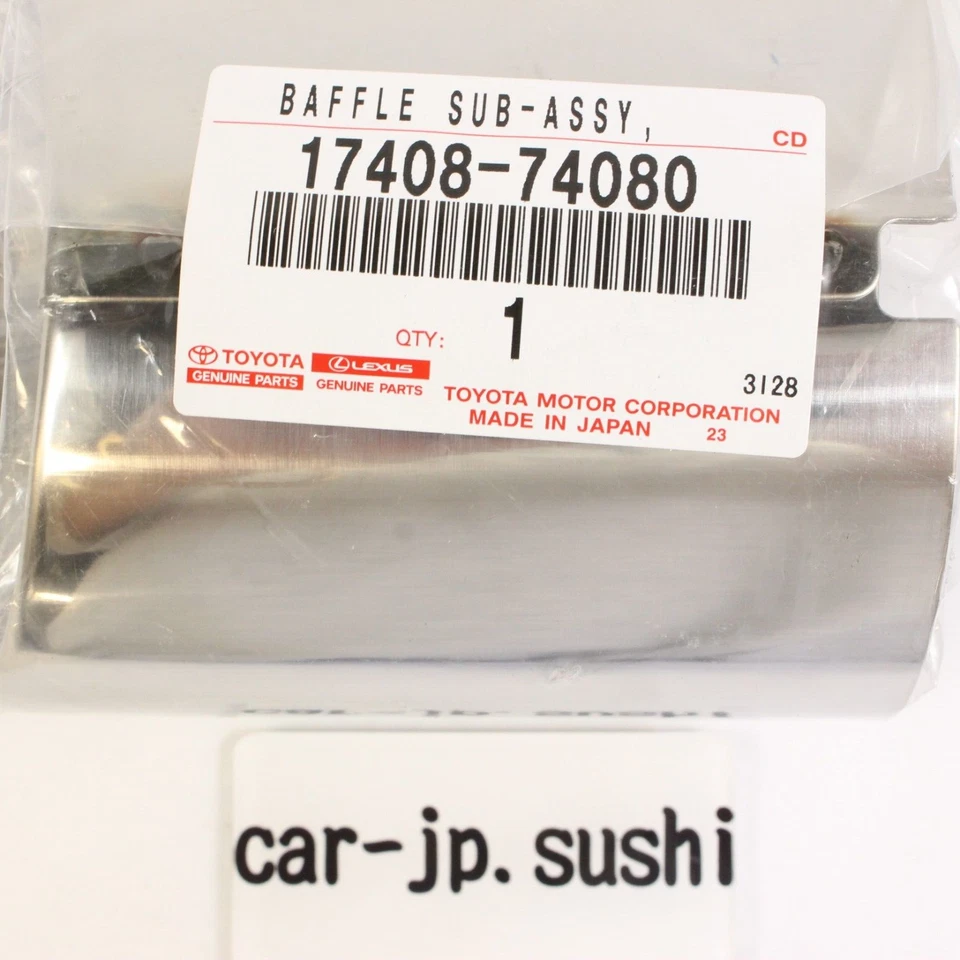 BAFFLE SUB-ASSY,
CD
17408-74080
QTY: 1
TOYOTA LEXUS
GENUINE PARTS GENUINE PARTS
3128
TOYOTA MOTOR CORPORATION
MADE IN JAPAN 23
car-jp.sushi